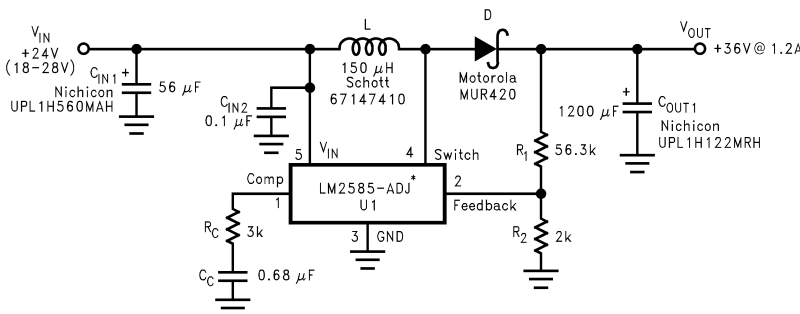 VIN
+24V
(18-28V)
CIN1
+
56 μF
Nichicon
UPL1H560MAH
CIN2
0.1 μF
L
150 μH
Schott
67147410
D
Motorola
MUR420
VOUT
+36V @ 1.2A
+
1200 μF
COUT1
Nichicon
UPL1H122MRH
R1
56.3k
R2
2k
5
VIN
4
Switch
Comp
1
LM2585-ADJ*
U1
2
Feedback
3
GND
RC
3k
CC
0.68 μF